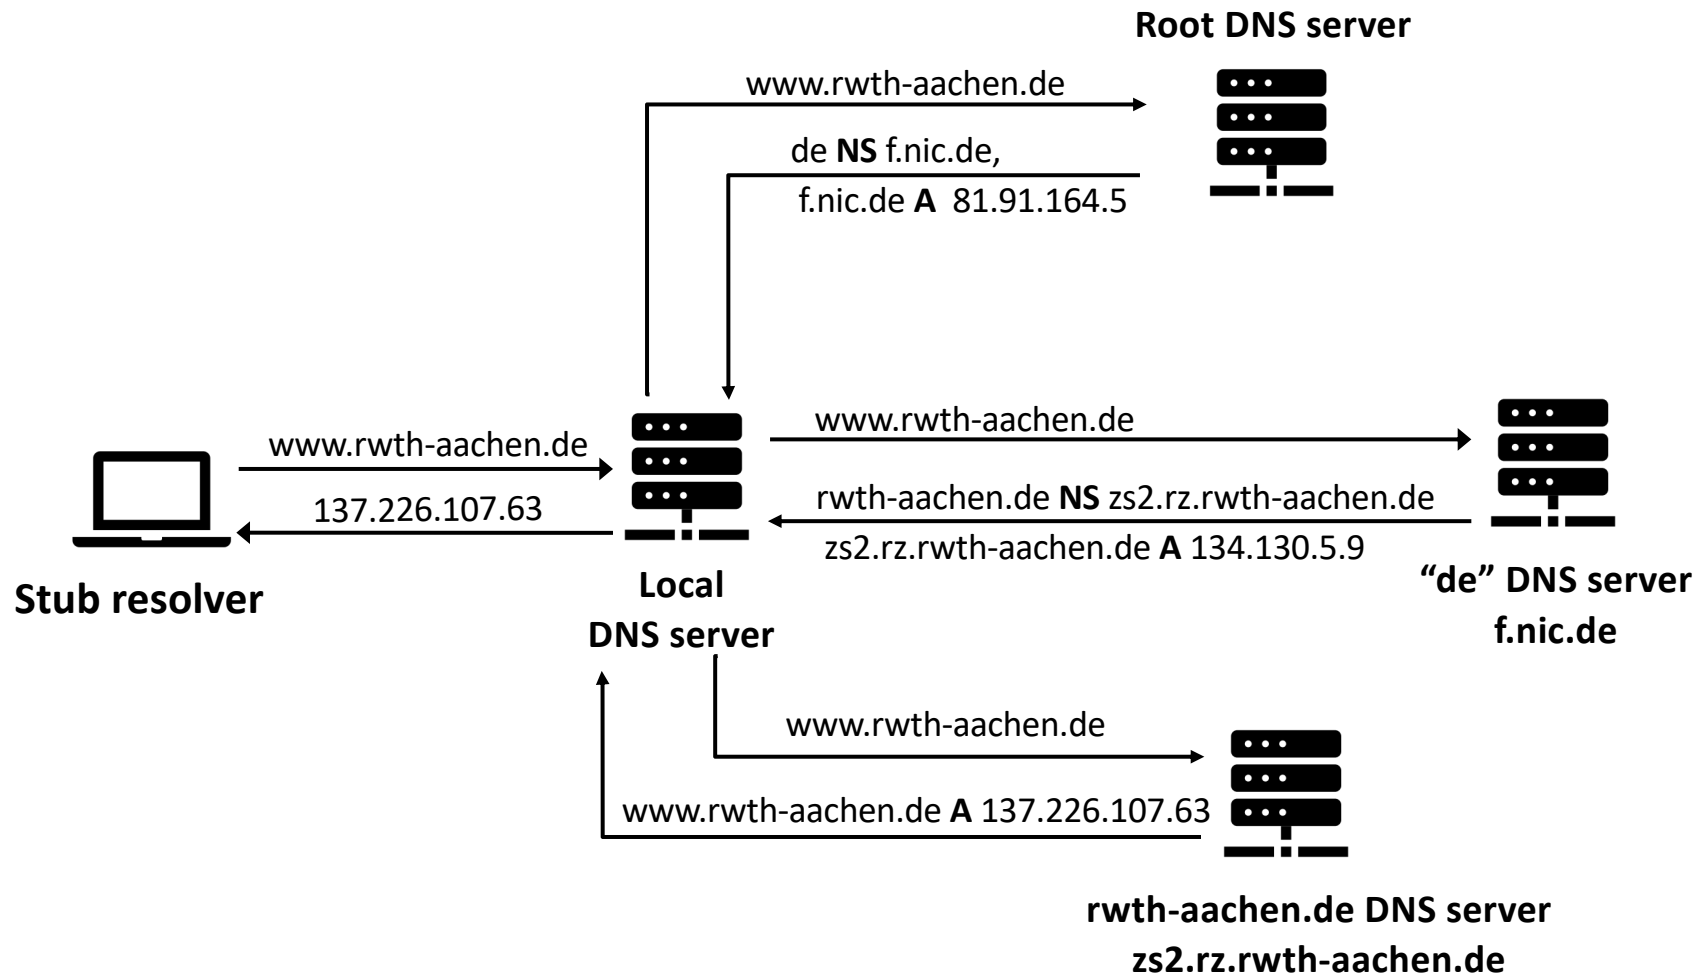 Root DNS server
www.rwth-aachen.de
de NS f.nic.de,
f.nic.de A 81.91.164.5
www.rwth-aachen.de
137.226.107.63
Stub resolver
Local
DNS server
www.rwth-aachen.de
rwth-aachen.de NS zs2.rz.rwth-aachen.de
zs2.rz.rwth-aachen.de A 134.130.5.9
“de” DNS server
f.nic.de
www.rwth-aachen.de
www.rwth-aachen.de A 137.226.107.63
rwth-aachen.de DNS server
zs2.rz.rwth-aachen.de